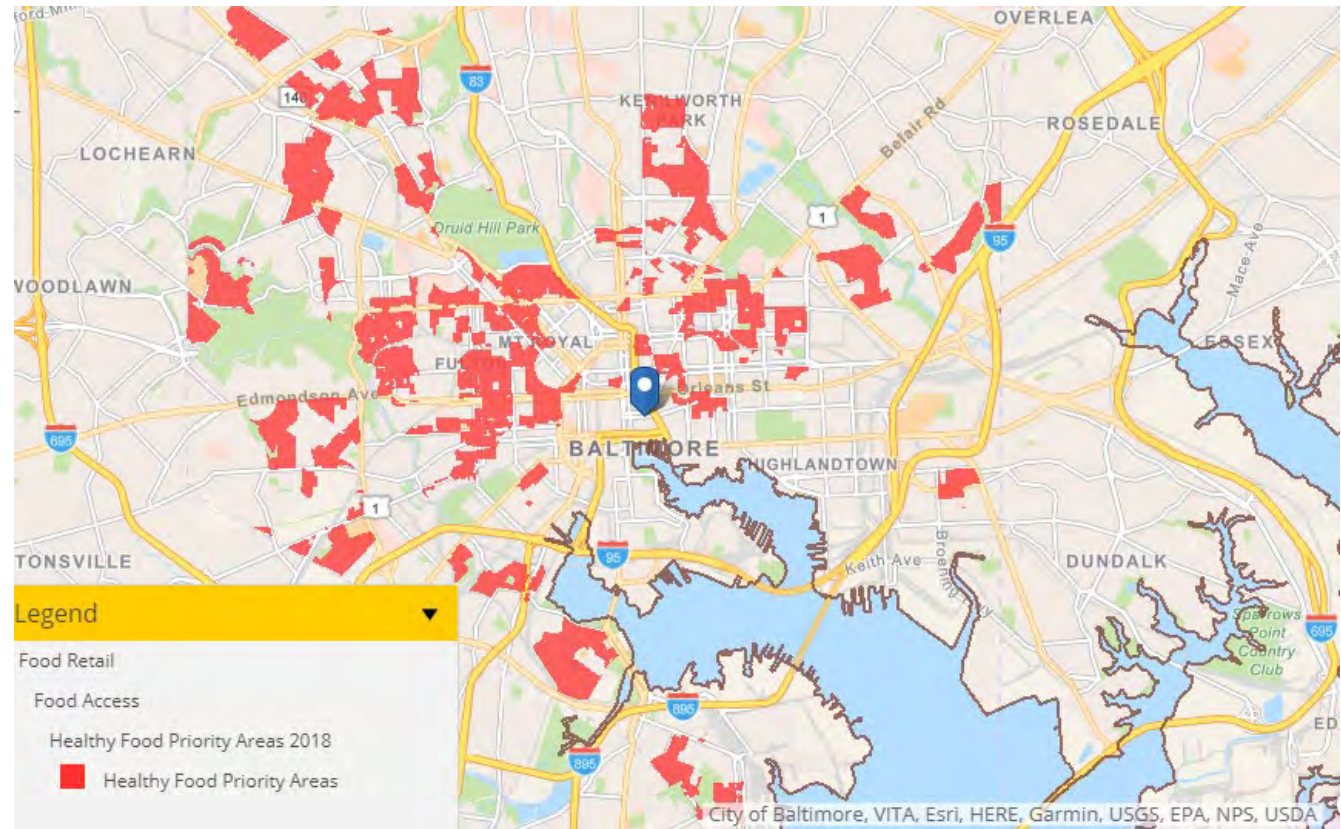 OVERLEA
83
140
KENILWORTH
PARK
Belair Rd
ROSEDALE
LOCHEARN
Druid Hill Park
1
95
Mace Ave
WOODLAWN
ESSEX
MT ROYAL
Edmondson Ave
Orleans St
695
BALTIMORE
HIGHLANDTOWN
1
95
Keith Ave
DUNDALK
TONSVILLE
Sparrows
Point
Country
Club
695
895
895
ED
Legend
Food Retail
Food Access
Healthy Food Priority Areas 2018
Healthy Food Priority Areas
City of Baltimore, VITA, Esri, HERE, Garmin, USGS, EPA, NPS, USDA